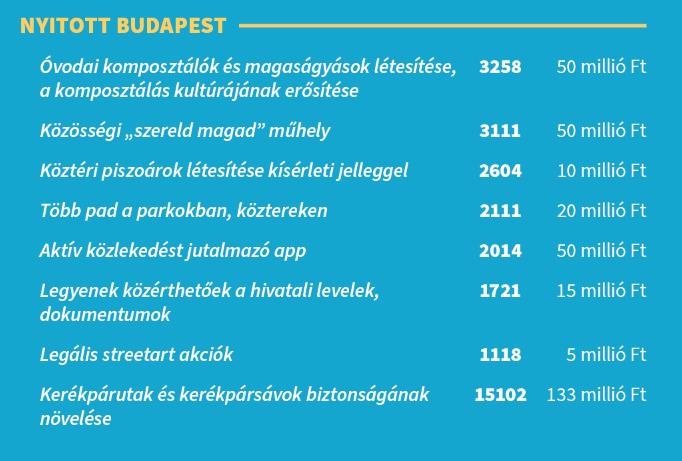 NYITOTT BUDAPEST
Óvodai komposztálók és magaságyások létesítése, 3258 50 millió Ft
a komposztálás kultúrájának erősítése
Közösségi „szereld magad” műhely 3111 50 millió Ft
Köztéri piszoárok létesítése kísérleti jelleggel 2604 10 millió Ft
Több pad a parkokban, köztereken 2111 20 millió Ft
Aktív közlekedést jutalmazó app 2014 50 millió Ft
Legyenek közérthetőek a hivatali levelek, 1721 15 millió Ft
dokumentumok
Legális streetart akciók 1118 5 millió Ft
Kerékpárutak és kerékpársávok biztonságának 15102 133 millió Ft
növelése